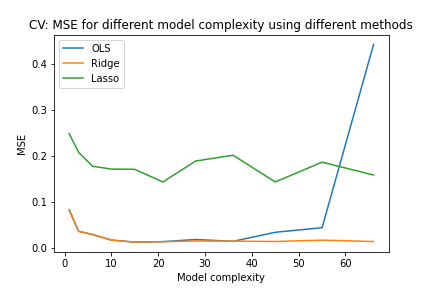 CV: MSE for different model complexity using different methods
OLS
Ridge
Lasso
MSE
0.4
0.3
0.2
0.1
0.0
0 10 20 30 40 50 60
Model complexity